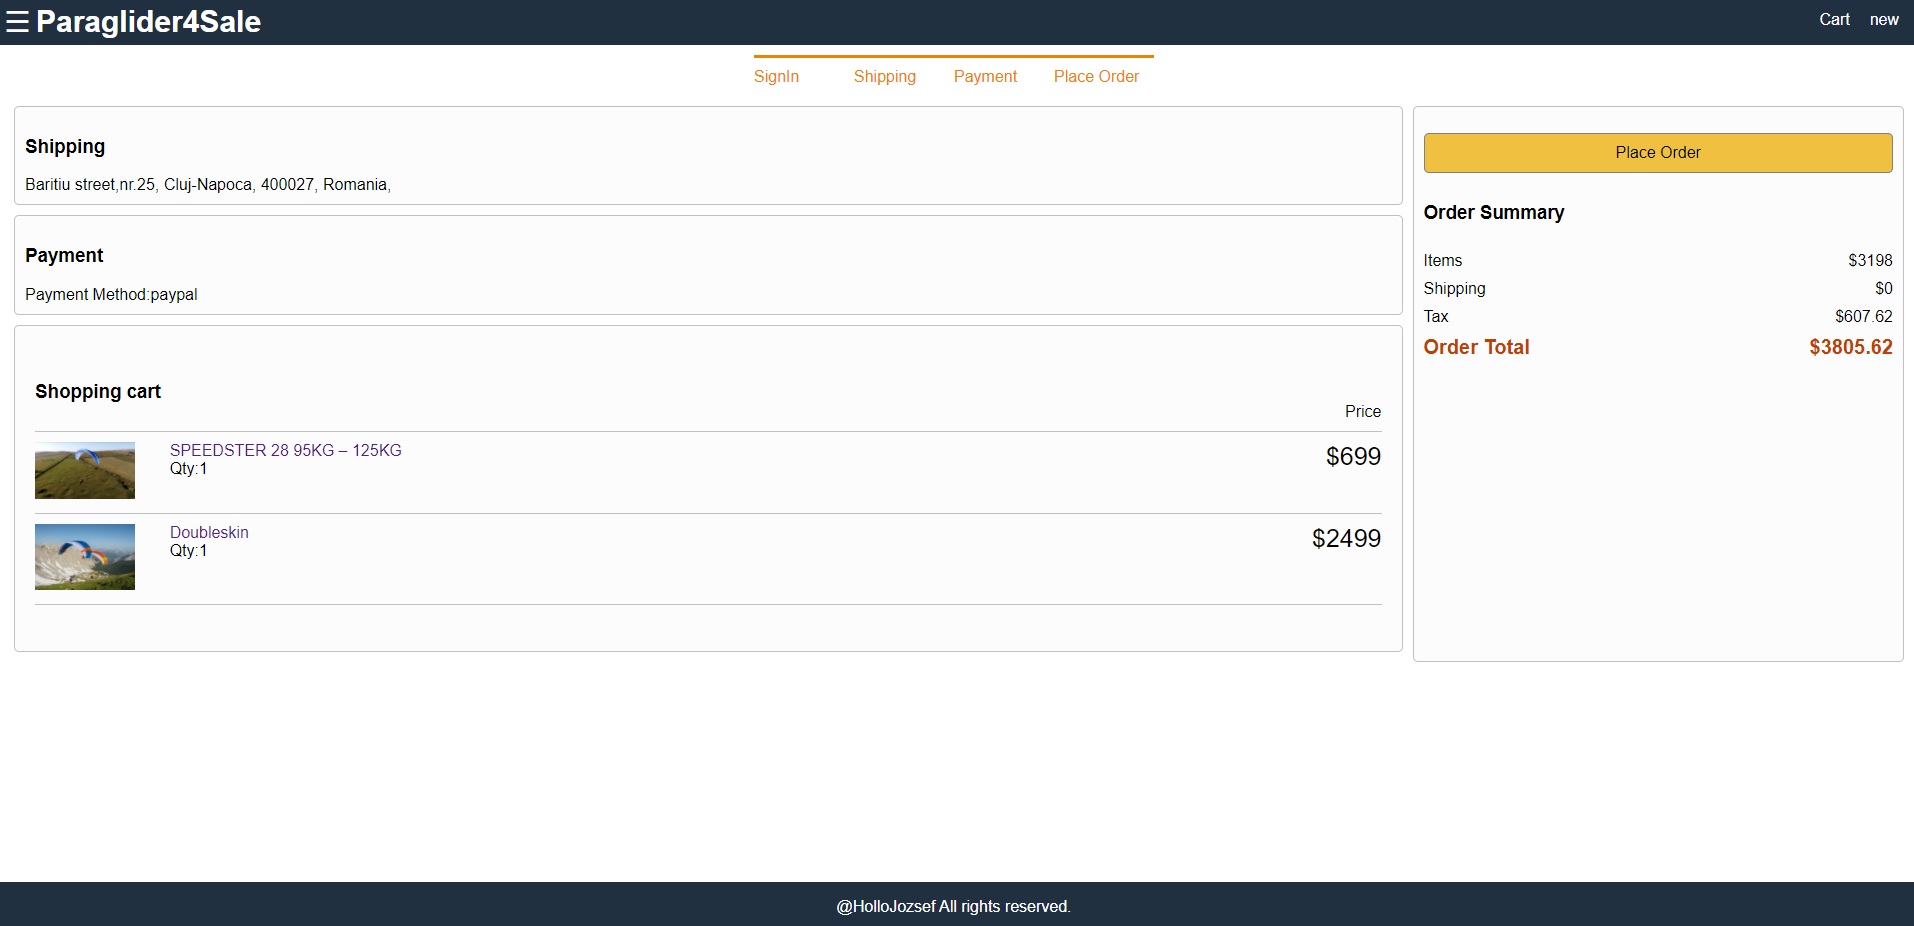 ☰ Paraglider4Sale
Cart new
SignIn Shipping Payment Place Order
Shipping
Baritiu street,nr.25, Cluj-Napoca, 400027, Romania,
Payment
Payment Method:paypal
Shopping cart
Price
SPEEDSTER 28 95KG – 125KG
Qty:1
$699
Doubleskin
Qty:1
$2499
Place Order
Order Summary
Items $3198
Shipping $0
Tax $607.62
Order Total $3805.62
@HolloJozsef All rights reserved.